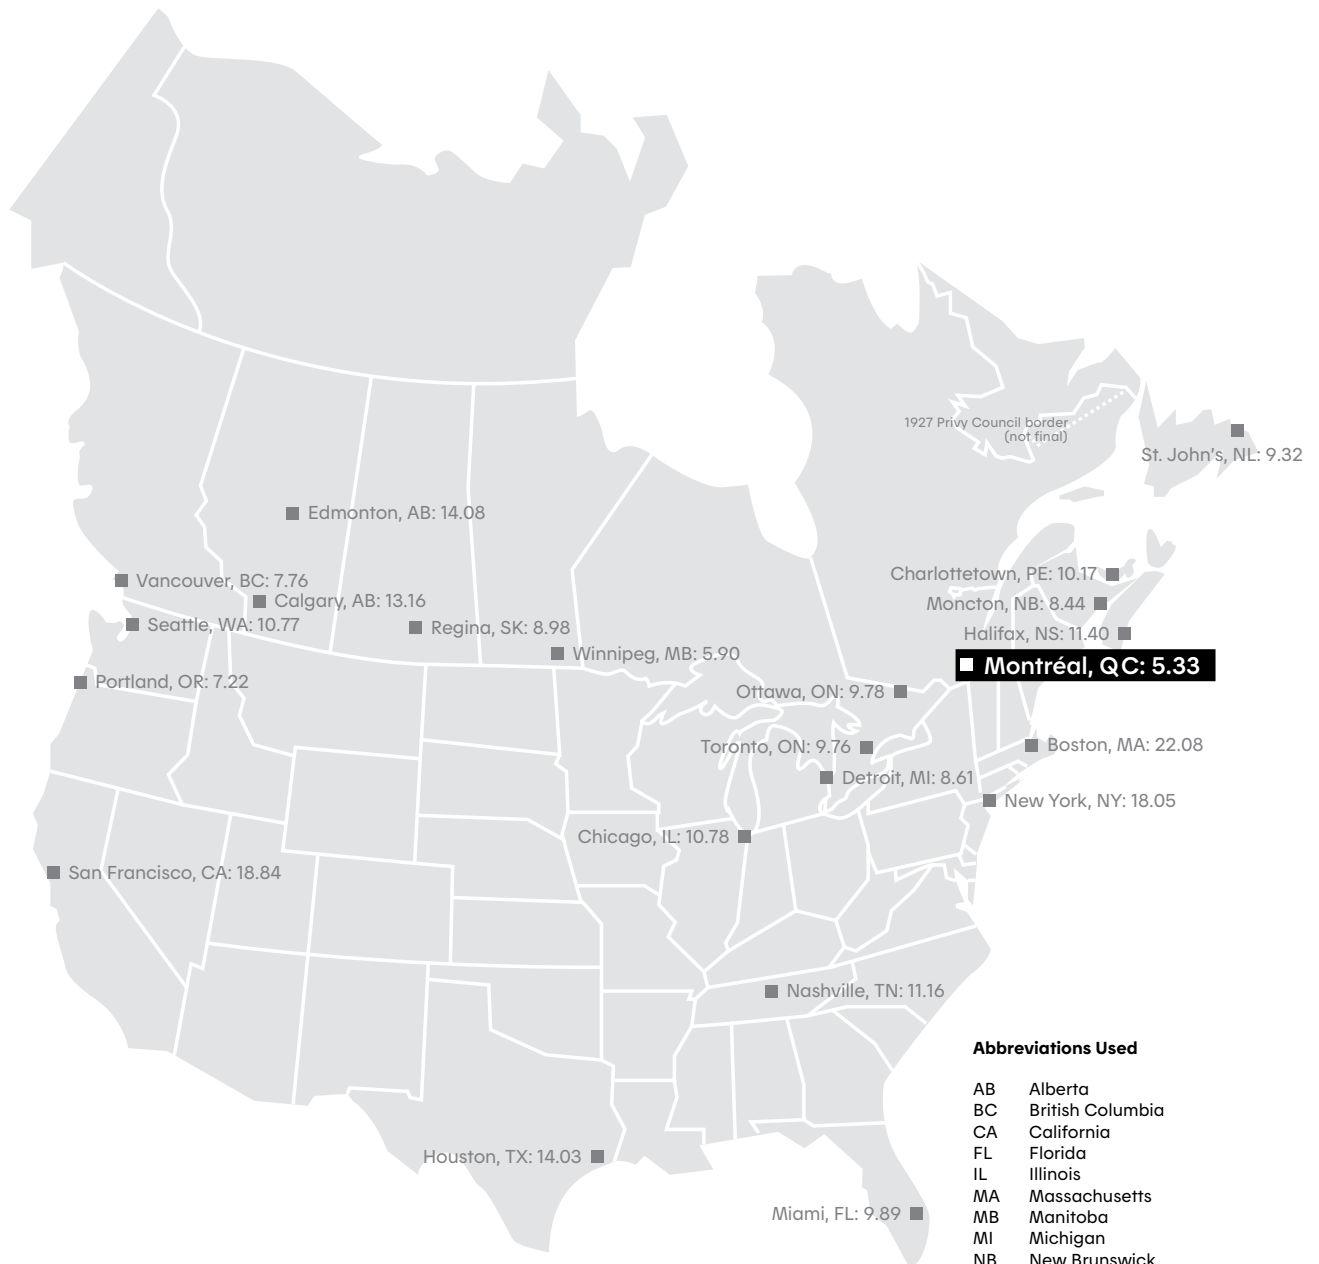 1927 Privy Council border
(not final)
St. John's, NL: 9.32
Edmonton, AB: 14.08
Charlottetown, PE: 10.17
Vancouver, BC: 7.76
Calgary, AB: 13.16
Moncton, NB: 8.44
Seattle, WA: 10.77
Regina, SK: 8.98
Halifax, NS: 11.40
Winnipeg, MB: 5.90
Montréal, QC: 5.33
Portland, OR: 7.22
Ottawa, ON: 9.78
Toronto, ON: 9.76
Boston, MA: 22.08
Detroit, MI: 8.61
New York, NY: 18.05
Chicago, IL: 10.78
San Francisco, CA: 18.84
Nashville, TN: 11.16
Houston, TX: 14.03
Miami, FL: 9.89
Abbreviations Used
AB Alberta
BC British Columbia
CA California
FL Florida
IL Illinois
MA Massachusetts
MB Manitoba
MI Michigan
NB New Brunswick